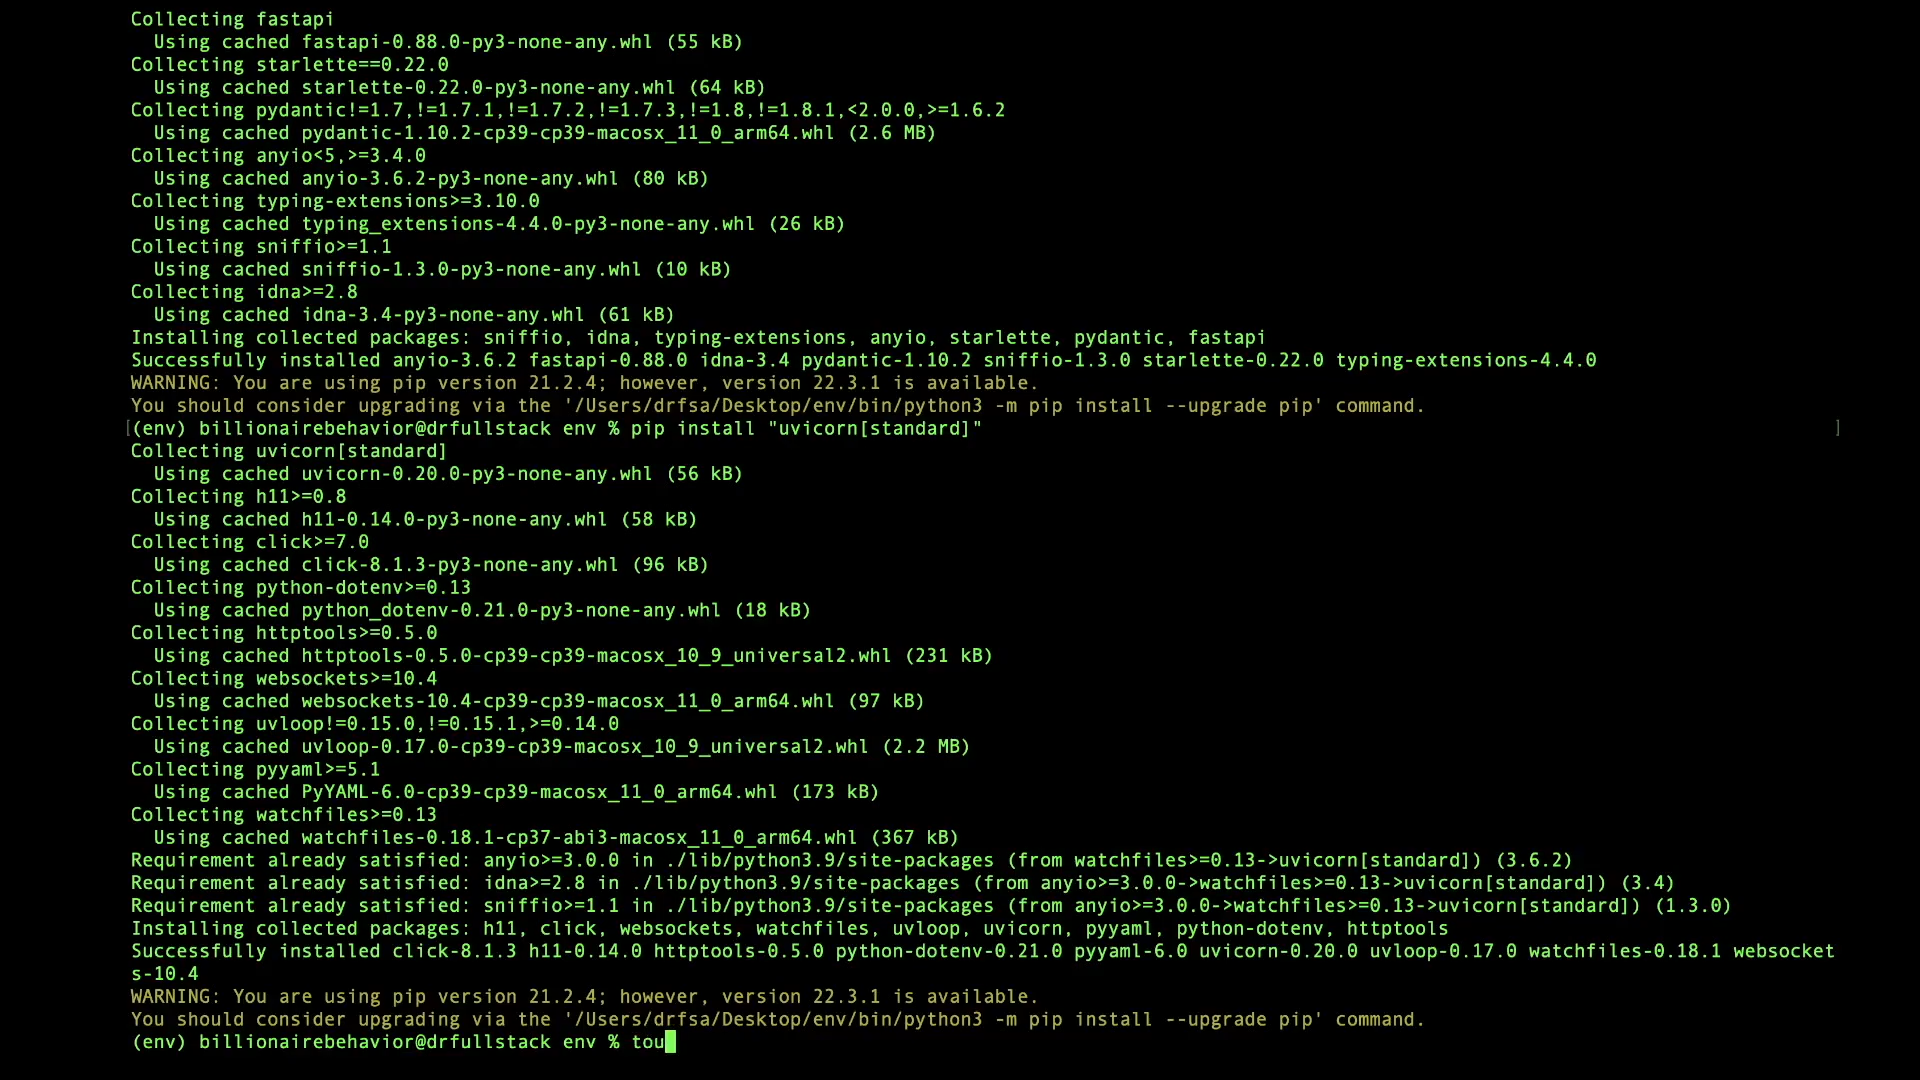 Collecting fastapi
  Using cached fastapi-0.88.0-py3-none-any.whl (55 kB)
Collecting starlette==0.22.0
  Using cached starlette-0.22.0-py3-none-any.whl (64 kB)
Collecting pydantic!=1.7,!=1.7.1,!=1.7.2,!=1.7.3,!=1.8,!=1.8.1,<2.0.0,>=1.6.2
  Using cached pydantic-1.10.2-cp39-cp39-macosx_11_0_arm64.whl (2.6 MB)
Collecting anyio<5,>=3.4.0
  Using cached anyio-3.6.2-py3-none-any.whl (80 kB)
Collecting typing-extensions>=3.10.0
  Using cached typing_extensions-4.4.0-py3-none-any.whl (26 kB)
Collecting sniffio>=1.1
  Using cached sniffio-1.3.0-py3-none-any.whl (10 kB)
Collecting idna>=2.8
  Using cached idna-3.4-py3-none-any.whl (61 kB)
Installing collected packages: sniffio, idna, typing-extensions, anyio, starlette, pydantic, fastapi
Successfully installed anyio-3.6.2 fastapi-0.88.0 idna-3.4 pydantic-1.10.2 sniffio-1.3.0 starlette-0.22.0 typing-extensions-4.4.0
WARNING: You are using pip version 21.2.4; however, version 22.3.1 is available.
You should consider upgrading via the '/Users/drfsa/Desktop/env/bin/python3 -m pip install --upgrade pip' command.
[(env) billionairebehavior@drfullstack env % pip install "uvicorn[standard]" ]
Collecting uvicorn[standard]
  Using cached uvicorn-0.20.0-py3-none-any.whl (56 kB)
Collecting h11>=0.8
  Using cached h11-0.14.0-py3-none-any.whl (58 kB)
Collecting click>=7.0
  Using cached click-8.1.3-py3-none-any.whl (96 kB)
Collecting python-dotenv>=0.13
  Using cached python_dotenv-0.21.0-py3-none-any.whl (18 kB)
Collecting httptools>=0.5.0
  Using cached httptools-0.5.0-cp39-cp39-macosx_10_9_universal2.whl (231 kB)
Collecting websockets>=10.4
  Using cached websockets-10.4-cp39-cp39-macosx_11_0_arm64.whl (97 kB)
Collecting uvloop!=0.15.0,!=0.15.1,>=0.14.0
  Using cached uvloop-0.17.0-cp39-cp39-macosx_10_9_universal2.whl (2.2 MB)
Collecting pyyaml>=5.1
  Using cached PyYAML-6.0-cp39-cp39-macosx_11_0_arm64.whl (173 kB)
Collecting watchfiles>=0.13
  Using cached watchfiles-0.18.1-cp37-abi3-macosx_11_0_arm64.whl (367 kB)
Requirement already satisfied: anyio>=3.0.0 in ./lib/python3.9/site-packages (from watchfiles>=0.13->uvicorn[standard]) (3.6.2)
Requirement already satisfied: idna>=2.8 in ./lib/python3.9/site-packages (from anyio>=3.0.0->watchfiles>=0.13->uvicorn[standard]) (3.4)
Requirement already satisfied: sniffio>=1.1 in ./lib/python3.9/site-packages (from anyio>=3.0.0->watchfiles>=0.13->uvicorn[standard]) (1.3.0)
Installing collected packages: h11, click, websockets, watchfiles, uvloop, uvicorn, pyyaml, python-dotenv, httptools
Successfully installed click-8.1.3 h11-0.14.0 httptools-0.5.0 python-dotenv-0.21.0 pyyaml-6.0 uvicorn-0.20.0 uvloop-0.17.0 watchfiles-0.18.1 websocket
s-10.4
WARNING: You are using pip version 21.2.4; however, version 22.3.1 is available.
You should consider upgrading via the '/Users/drfsa/Desktop/env/bin/python3 -m pip install --upgrade pip' command.
(env) billionairebehavior@drfullstack env % tou